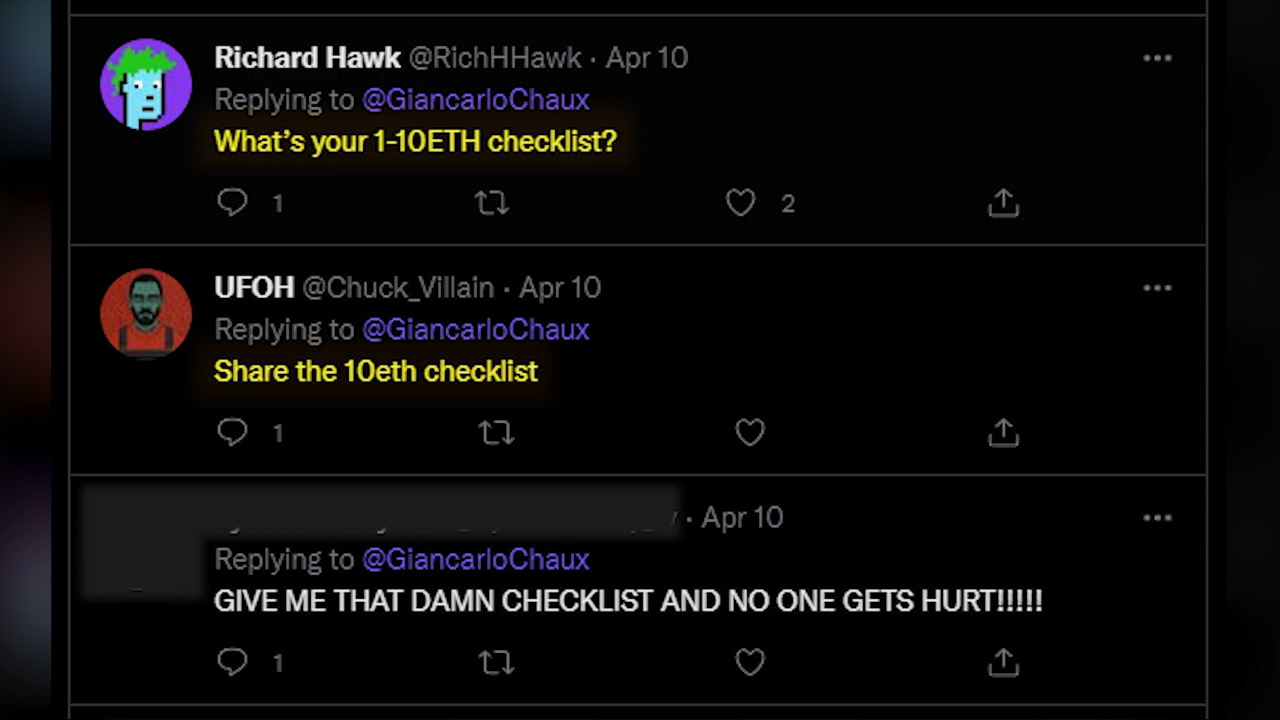 Richard Hawk @RichHHawk · Apr 10
Replying to @GiancarloChaux
What's your 1-10ETH checklist?
1 2
UFOH @Chuck_Villain · Apr 10
Replying to @GiancarloChaux
Share the 10eth checklist
1
· Apr 10
Replying to @GiancarloChaux
GIVE ME THAT DAMN CHECKLIST AND NO ONE GETS HURT!!!!!
1